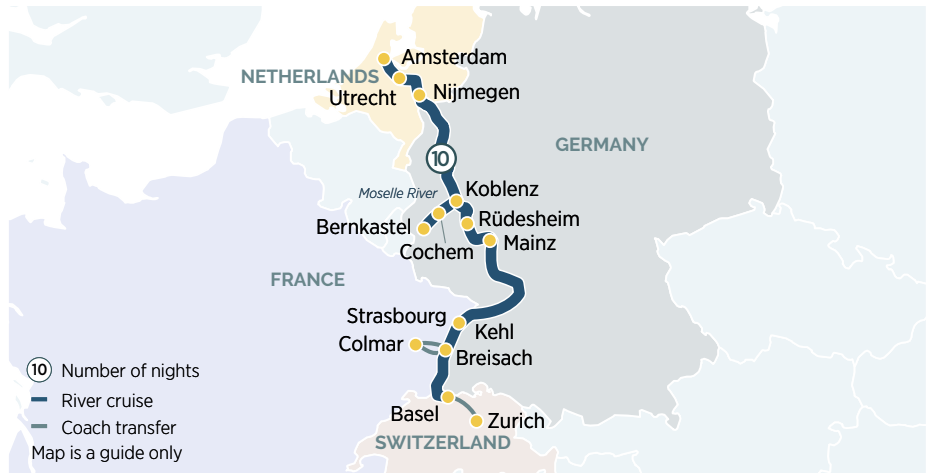 Amsterdam
NETHERLANDS
Utrecht
Nijmegen
GERMANY
10
Koblenz
Moselle River
Rüdesheim
Bernkastel
Mainz
Cochem
FRANCE
Strasbourg
Kehl
Colmar
Breisach
Basel
Zurich
SWITZERLAND
10 Number of nights
River cruise
Coach transfer
Map is a guide only